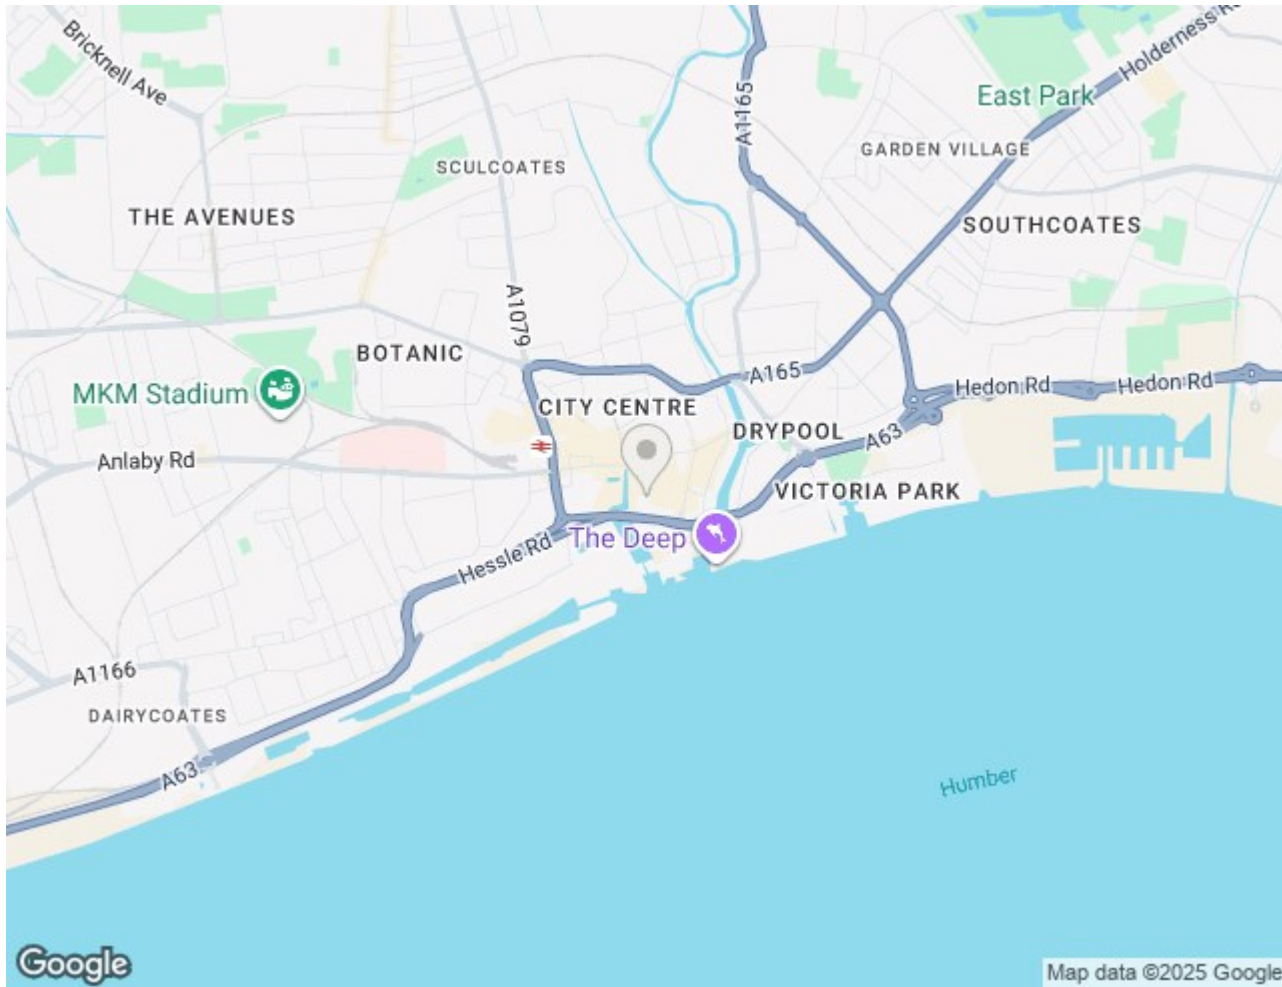 Bricknell Ave
Holderness Rd
East Park
A1165
GARDEN VILLAGE
SCULCOATES
THE AVENUES
SOUTHCOATES
A1079
BOTANIC
A165
Hedon Rd
Hedon Rd
MKM Stadium
CITY CENTRE
DRYPOOL
A63
Anlaby Rd
VICTORIA PARK
The Deep
Hessle Rd
A1166
DAIRYCOATES
A63
Humber
Google
Map data ©2025 Google